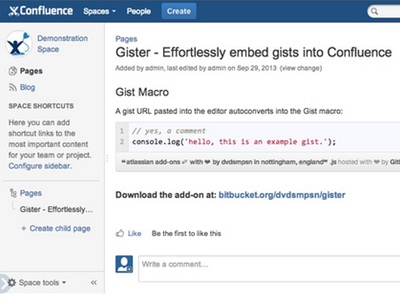 Confluence Spaces People Create
Demonstration
Space
Pages
Blog
SPACE SHORTCUTS
Here you can add
shortcut links to the
most important content
for your team or project.
Configure sidebar.
Pages
Gister - Effortlessly…
Create child page
Space tools
Pages
Gister - Effortlessly embed gists into Confluence
Added by admin, last edited by admin on Sep 29, 2013 (view change)
Gist Macro
A gist URL pasted into the editor autoconverts into the Gist macro:
1 // yes, a comment
2 console.log('hello, this is an example gist.');
❝atlassian add-ons ✐ with ❤ by dvdsmpsn in nottingham, england❞ .js hosted with ❤ by
Download the add-on at: bitbucket.org/dvdsmpsn/gister
Like Be the first to like this
Write a comment…